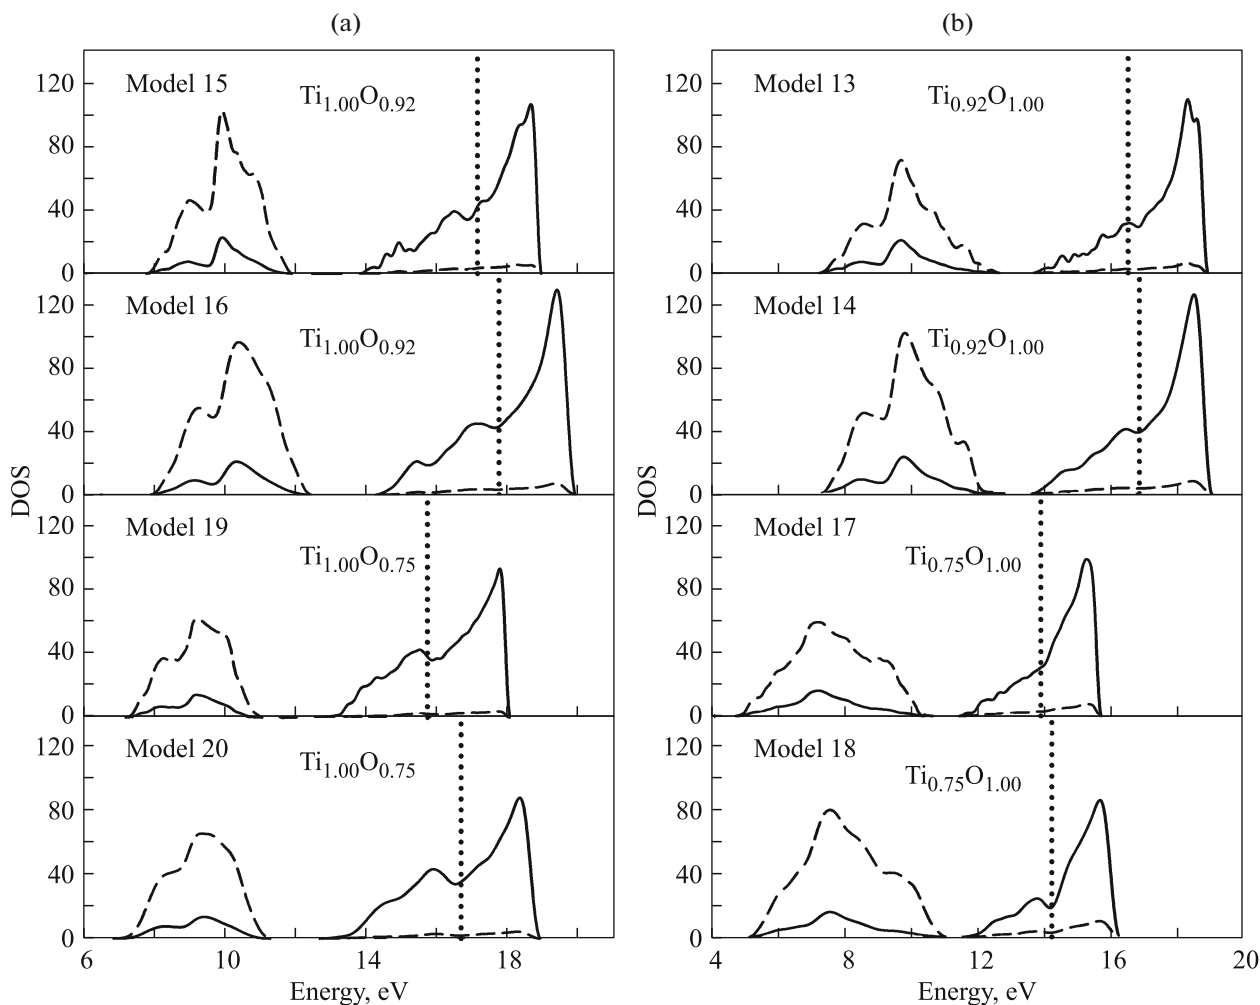 (a)
(b)
Model 15
Ti1.00O0.92
120
80
40
0
Model 16
Ti1.00O0.92
120
80
40
0
Model 19
Ti1.00O0.75
120
80
40
0
Model 20
Ti1.00O0.75
120
80
40
0
DOS
6 10 14 18
Energy, eV
Model 13
Ti0.92O1.00
120
80
40
0
Model 14
Ti0.92O1.00
120
80
40
0
Model 17
Ti0.75O1.00
120
80
40
0
Model 18
Ti0.75O1.00
120
80
40
0
DOS
4 8 12 16 20
Energy, eV